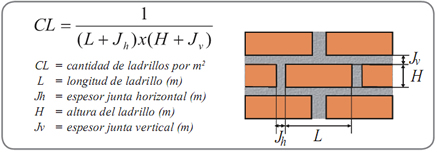 CL = 1 / (L + Jh)x(H + Jv)
CL = cantidad de ladrillos por m²
L = longitud de ladrillo (m)
Jh = espesor junta horizontal (m)
H = altura del ladrillo (m)
Jv = espesor junta vertical (m)
Jv
H
Jh
L